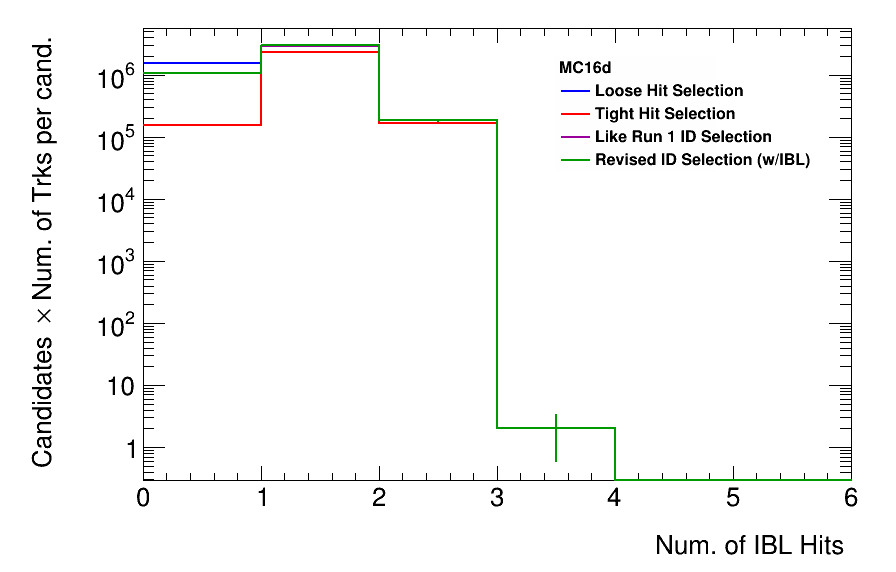 Candidates × Num. of Trks per cand.
MC16d
Loose Hit Selection
Tight Hit Selection
Like Run 1 ID Selection
Revised ID Selection (w/IBL)
10⁶
10⁵
10⁴
10³
10²
10
1
0 1 2 3 4 5 6
Num. of IBL Hits